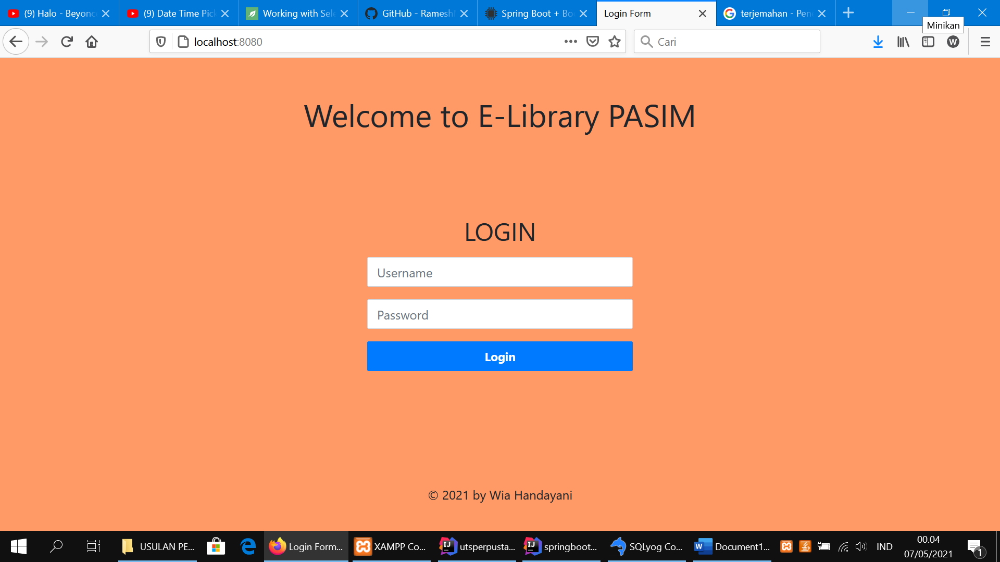 (9) Halo - Beyonc
(9) Date Time Pick
Working with Sele
GitHub - Ramesh
Spring Boot + Bo
Login Form
terjemahan - Pen
Minikan
localhost:8080
Cari
W
Welcome to E-Library PASIM
LOGIN
Username
Password
Login
© 2021 by Wia Handayani
USULAN PE...
Login Form...
XAMPP Co...
utsperpusta...
springboot...
SQLyog Co...
Document1...
IND
00.04
07/05/2021
1